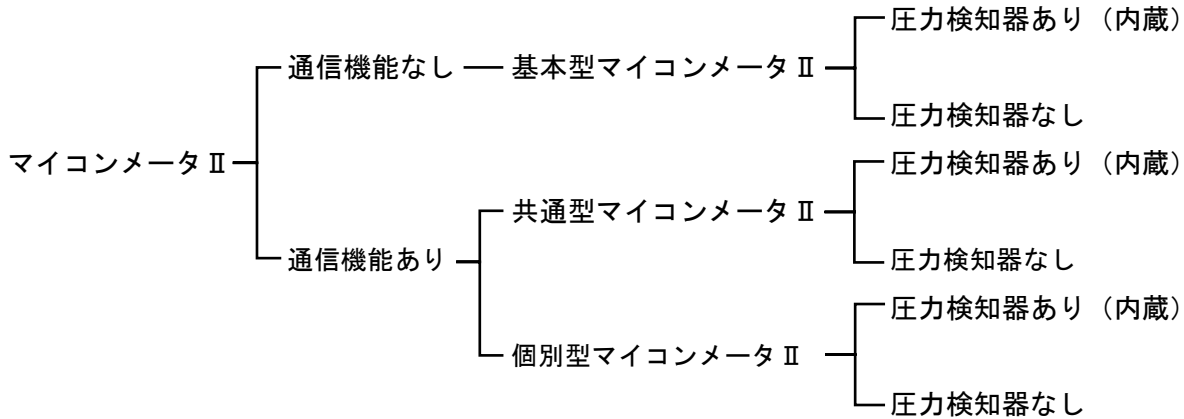 圧力検知器あり（内蔵）
通信機能なし
基本型マイコンメータⅡ
圧力検知器なし
マイコンメータⅡ
圧力検知器あり（内蔵）
共通型マイコンメータⅡ
通信機能あり
圧力検知器なし
圧力検知器あり（内蔵）
個別型マイコンメータⅡ
圧力検知器なし